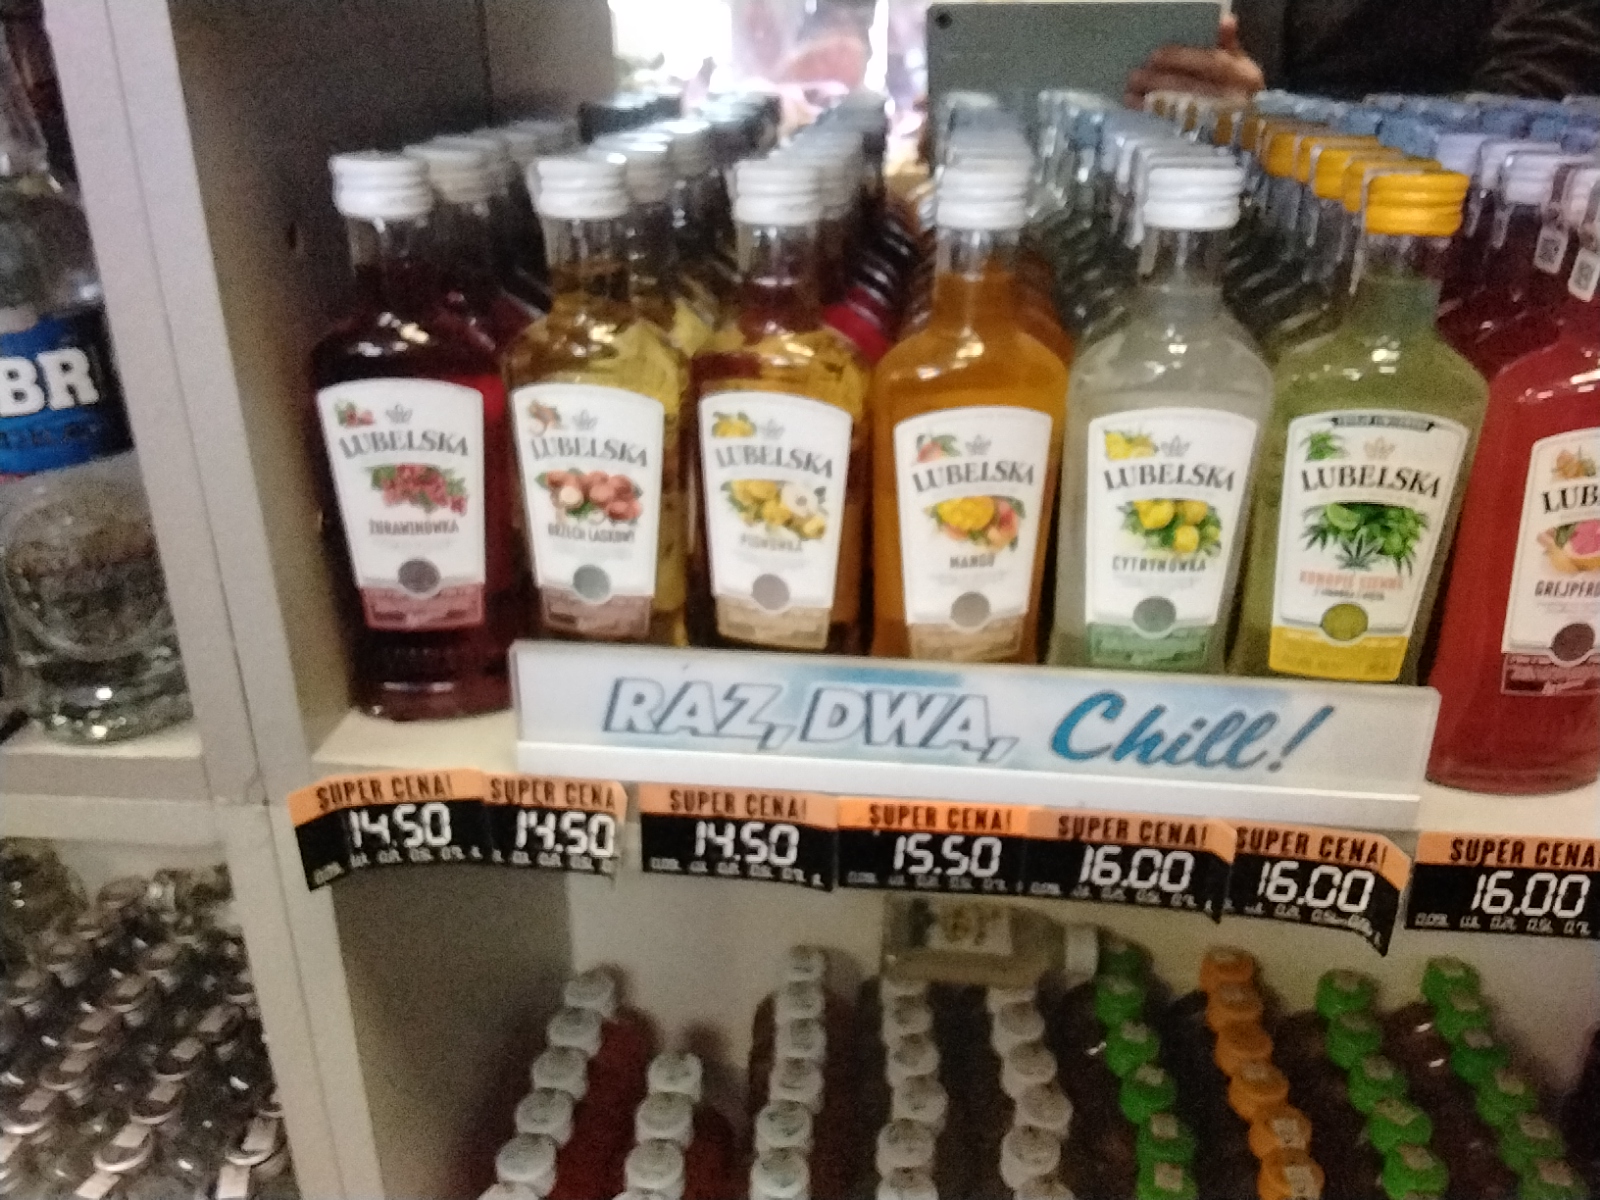 BR
LUBELSKA
ŻURAWINÓWKA
LUBELSKA
ORZECH LASKOWY
LUBELSKA
PIGWÓWKA
LUBELSKA
MANGO
LUBELSKA
CYTRYNÓWKA
LUBELSKA
KONOPIE SIEWNE
LUB
GREJPFRO
RAZ, DWA, Chill!
SUPER CENA!
14.50
SUPER CENA
14.50
SUPER CENA!
14.50
SUPER CENA!
15.50
SUPER CENA!
16.00
SUPER CENA!
16.00
SUPER CENA
16.00